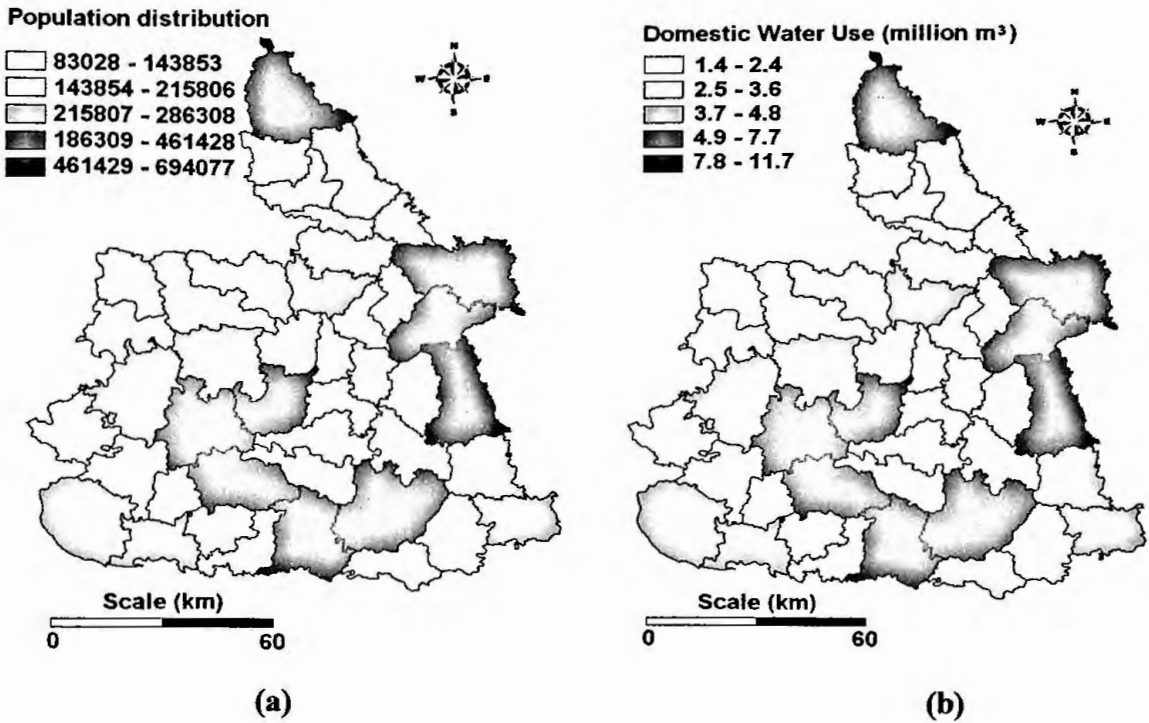 Population distribution
83028 - 143853
143854 - 215806
215807 - 286308
186309 - 461428
461429 - 694077
N
W E
S
Scale (km)
0 60
(a)
Domestic Water Use (million m³)
1.4 - 2.4
2.5 - 3.6
3.7 - 4.8
4.9 - 7.7
7.8 - 11.7
N
W E
S
Scale (km)
0 60
(b)